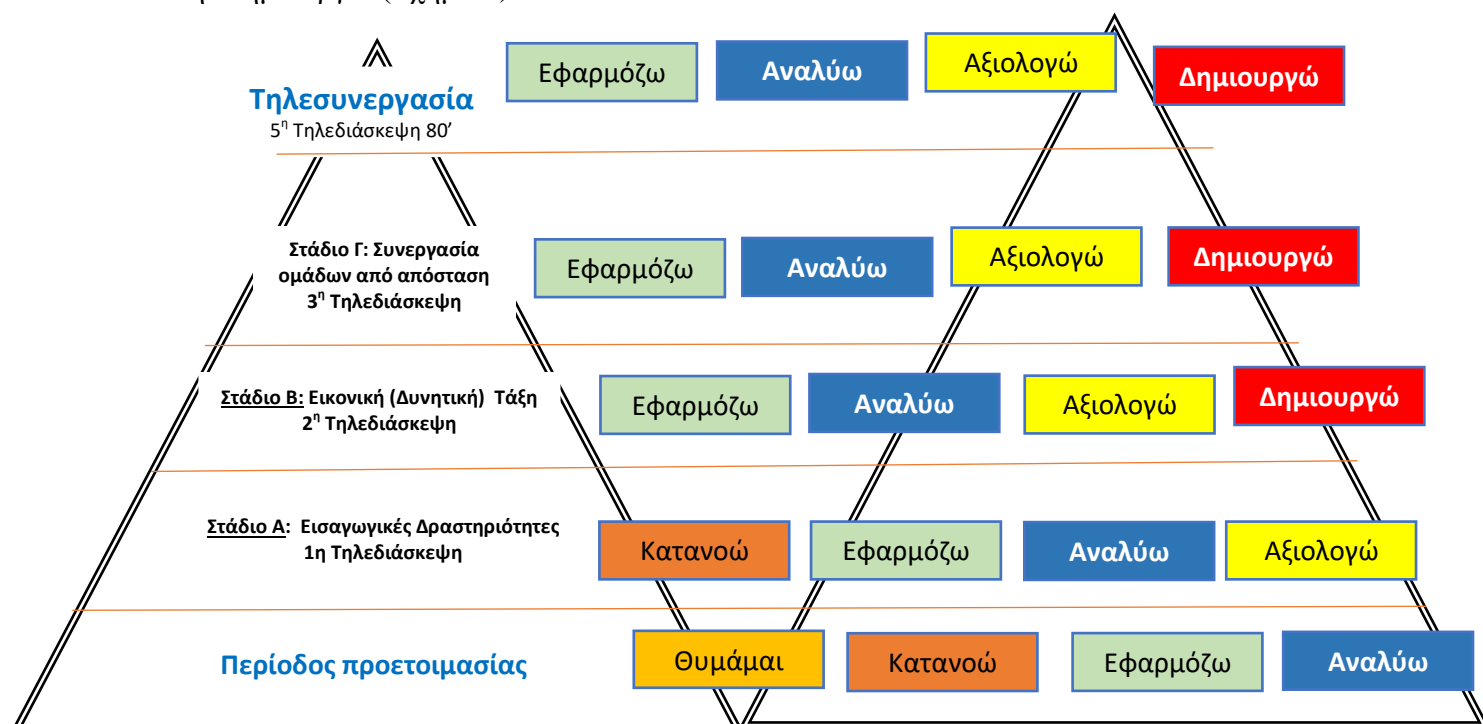 Εφαρμόζω Αναλύω Αξιολογώ Δημιουργώ
Τηλεσυνεργασία
5η Τηλεδιάσκεψη 80’
Στάδιο Γ: Συνεργασία
ομάδων από απόσταση
3η Τηλεδιάσκεψη
Εφαρμόζω Αναλύω Αξιολογώ Δημιουργώ
Στάδιο Β: Εικονική (Δυνητική) Τάξη
2η Τηλεδιάσκεψη
Εφαρμόζω Αναλύω Αξιολογώ Δημιουργώ
Στάδιο Α: Εισαγωγικές Δραστηριότητες
1η Τηλεδιάσκεψη
Κατανοώ Εφαρμόζω Αναλύω Αξιολογώ
Περίοδος προετοιμασίας
Θυμάμαι Κατανοώ Εφαρμόζω Αναλύω